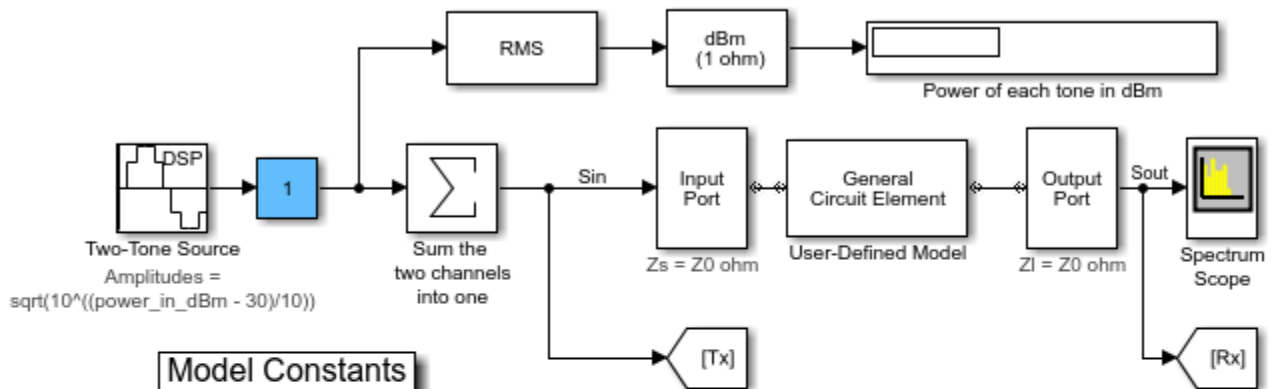 RMS
dBm
(1 ohm)
Power of each tone in dBm
DSP
1
Two-Tone Source
Amplitudes =
sqrt(10^((power_in_dBm - 30)/10))
Sum the
two channels
into one
Sin
Input
Port
Zs = Z0 ohm
General
Circuit Element
User-Defined Model
Output
Port
Zl = Z0 ohm
Sout
Spectrum
Scope
[Tx]
[Rx]
Model Constants